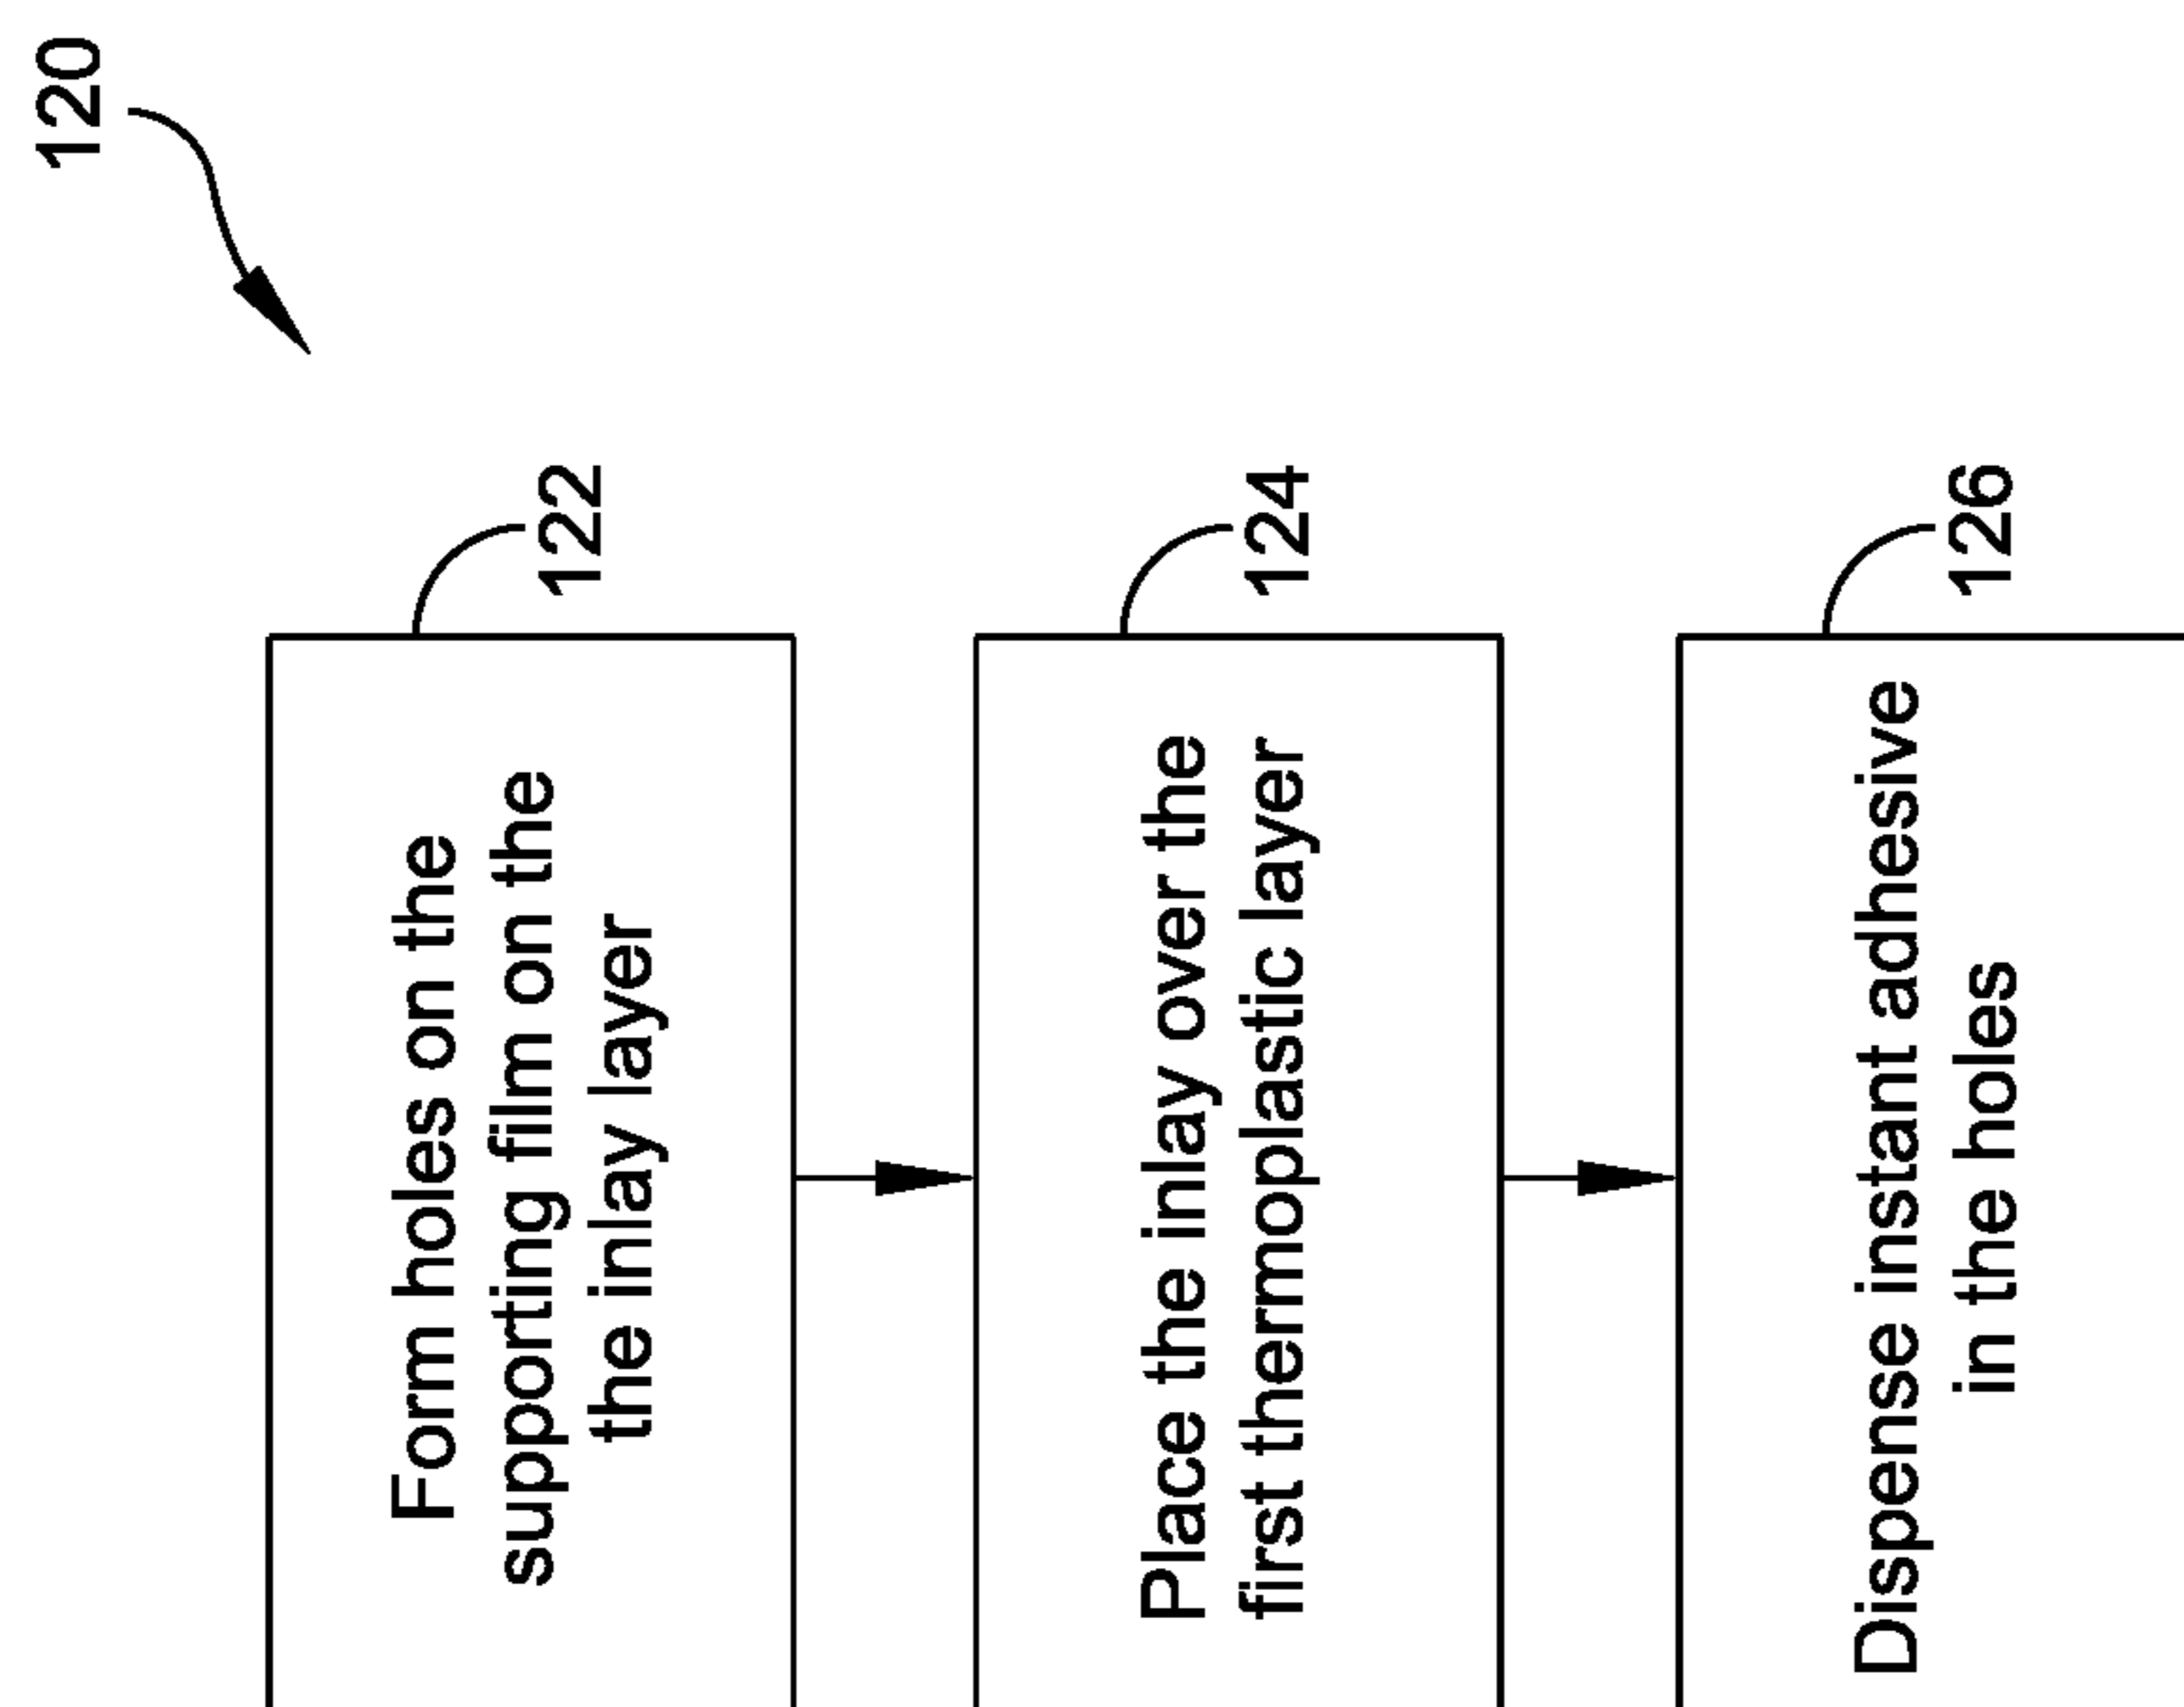 120
Form holes on the
supporting film on the
the inlay layer
122
Place the inlay over the
first thermoplastic layer
124
Dispense instant adhesive
in the holes
126